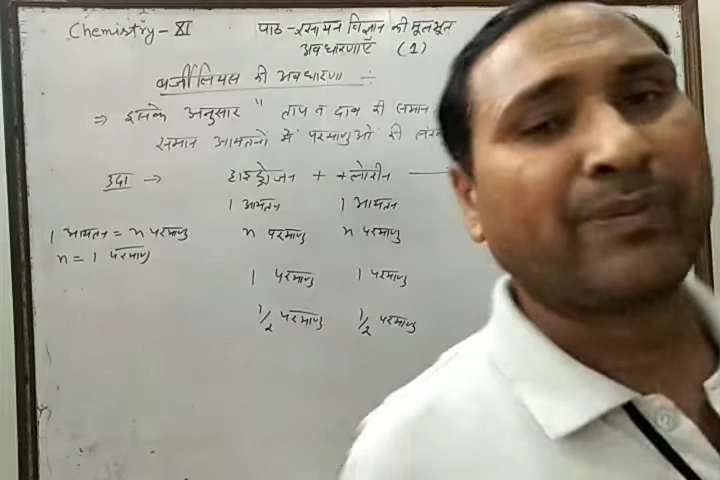 Chemistry - XI पाठ - रसायन विज्ञान की मूलभूत
अवधारणाएँ (1)
बर्जीलियस की अवधारणा :-
⇒ इसके अनुसार " ताप व दाब की समान
समान आयतनों में परमाणुओं की
उदा → हाइड्रोजन + क्लोरीन
1 आयतन 1 आयतन
1 आयतन = n परमाणु n परमाणु n परमाणु
n = 1 परमाणु
1 परमाणु 1 परमाणु
1/2 परमाणु 1/2 परमाणु